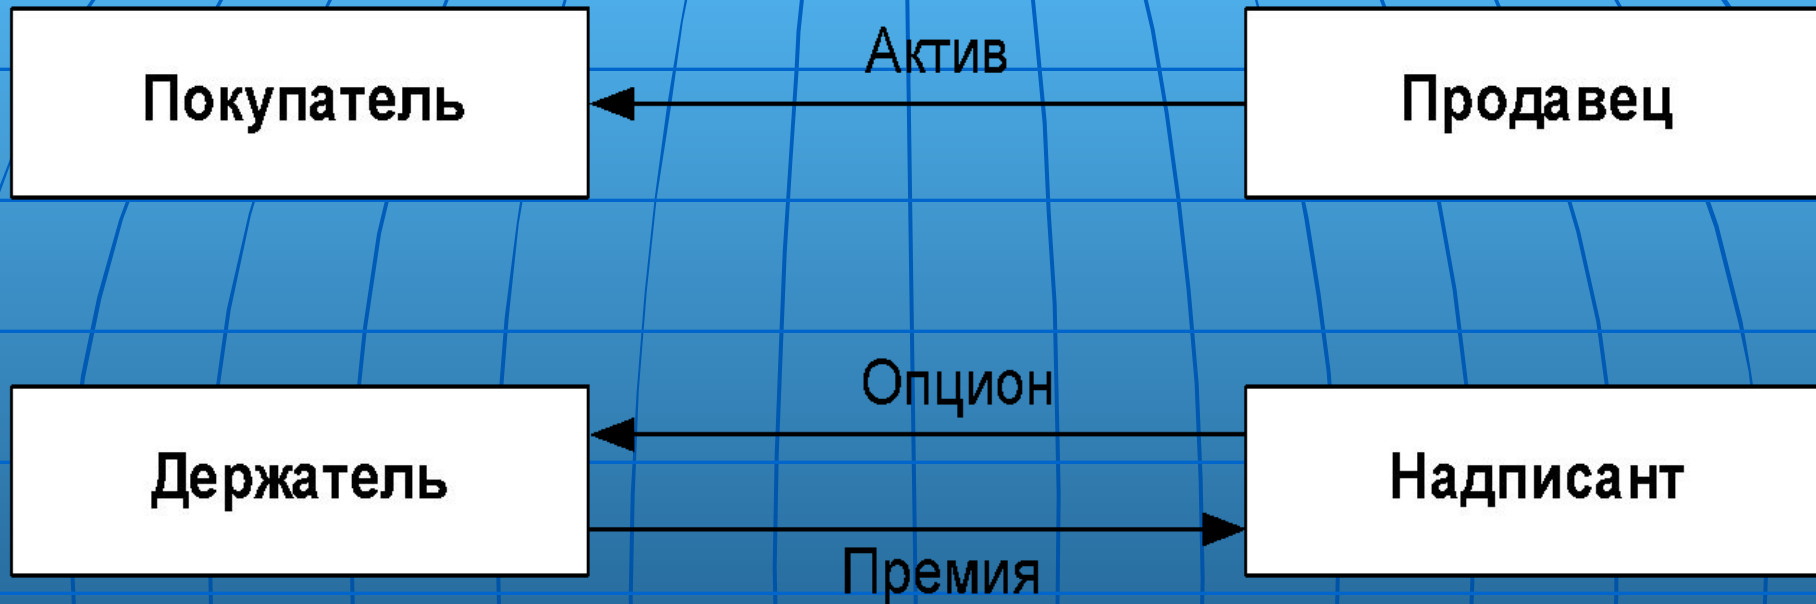 Актив
Покупатель
Продавец
Опцион
Держатель
Надписант
Премия